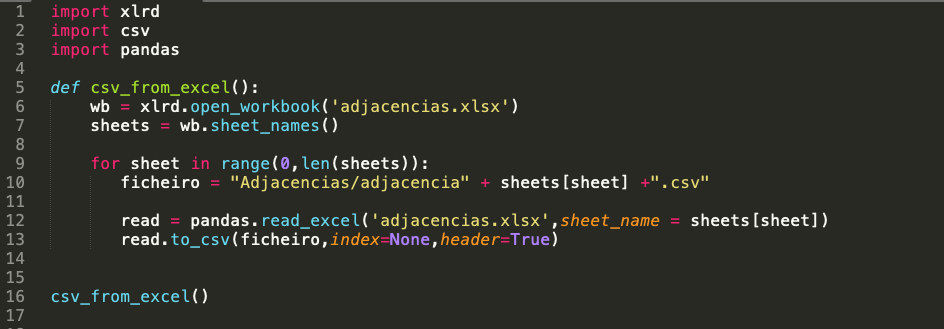 1 import xlrd
2 import csv
3 import pandas
4
5 def csv_from_excel():
6     wb = xlrd.open_workbook('adjacencias.xlsx')
7     sheets = wb.sheet_names()
8
9     for sheet in range(0,len(sheets)):
10        ficheiro = "Adjacencias/adjacencia" + sheets[sheet] +".csv"
11
12        read = pandas.read_excel('adjacencias.xlsx',sheet_name = sheets[sheet])
13        read.to_csv(ficheiro,index=None,header=True)
14
15
16 csv_from_excel()
17